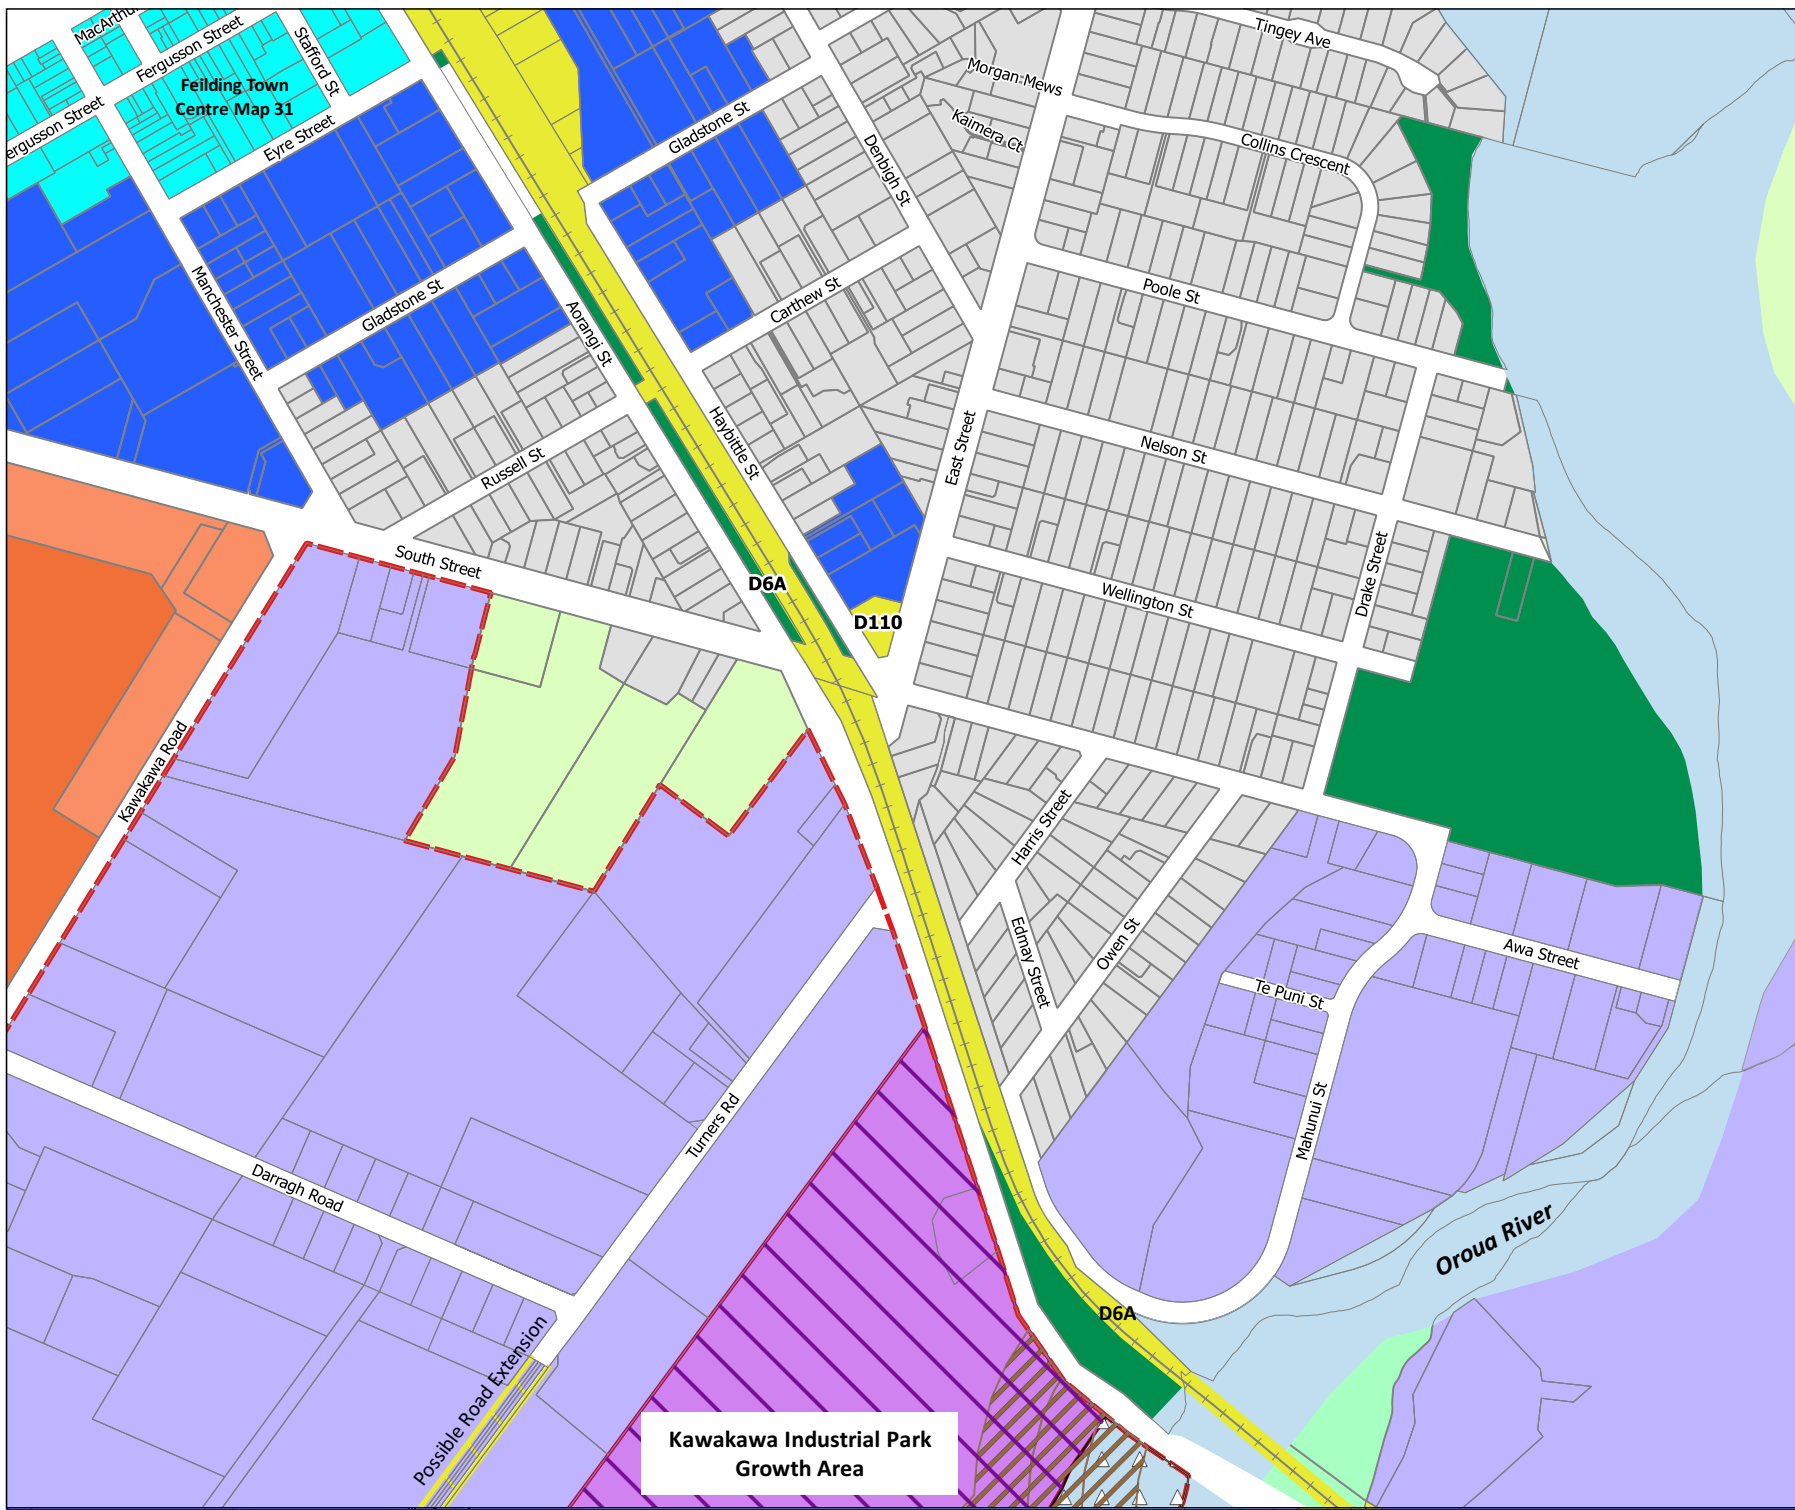 MacArthur
Fergusson Street
Stafford St
Tingey Ave
Feilding Town
Centre Map 31
Morgan Mews
Fergusson Street
Eyre Street
Gladstone St
Kaimera Ct
Collins Crescent
Denbigh St
Manchester Street
Gladstone St
Aorangi St
Carthew St
Poole St
Haybittle St
East Street
Nelson St
Russell St
South Street
D6A
D110
Wellington St
Drake Street
Kawakawa Road
Harris Street
Edmay Street
Owen St
Awa Street
Te Puni St
Turners Rd
Mahunui St
Darragh Road
Oroua River
D6A
Possible Road Extension
Kawakawa Industrial Park
Growth Area